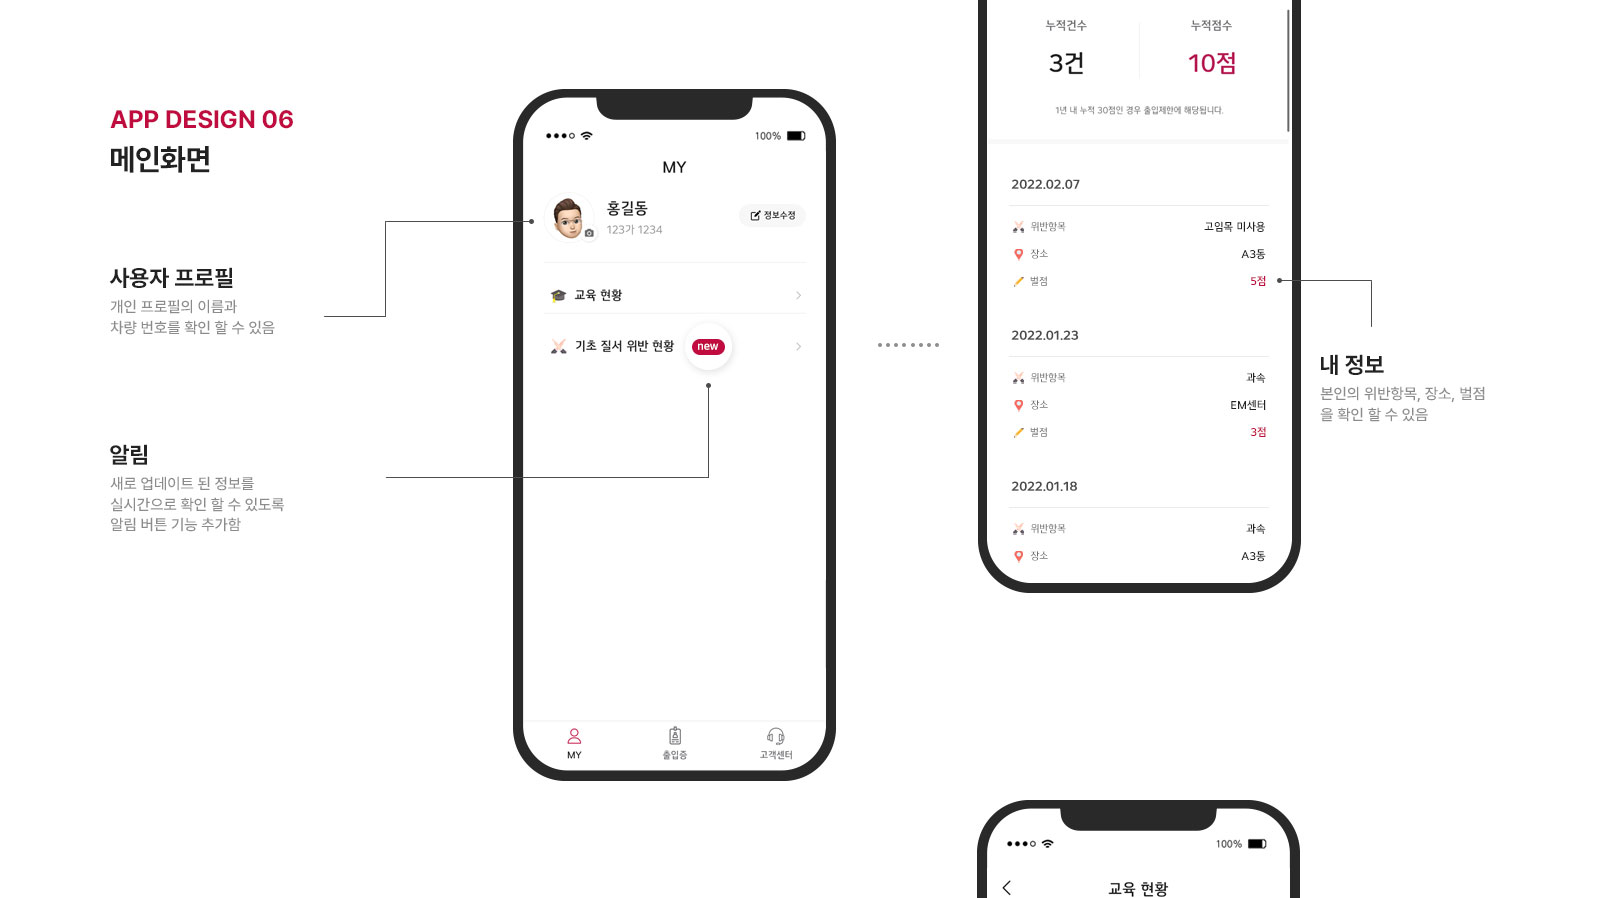 APP DESIGN 06
메인화면
사용자 프로필
개인 프로필의 이름과
차량 번호를 확인 할 수 있음
알림
새로 업데이트 된 정보를
실시간으로 확인 할 수 있도록
알림 버튼 기능 추가함
100%
MY
홍길동
123가 1234
정보수정
교육 현황
기초 질서 위반 현황
new
MY
출입증
고객센터
누적건수
누적점수
3건
10점
1년 내 누적 30점인 경우 출입제한에 해당됩니다.
2022.02.07
위반항목 고임목 미사용
장소 A3동
벌점 5점
2022.01.23
위반항목 과속
장소 EM센터
벌점 3점
2022.01.18
위반항목 과속
장소 A3동
내 정보
본인의 위반항목, 장소, 벌점
을 확인 할 수 있음
100%
교육 현황